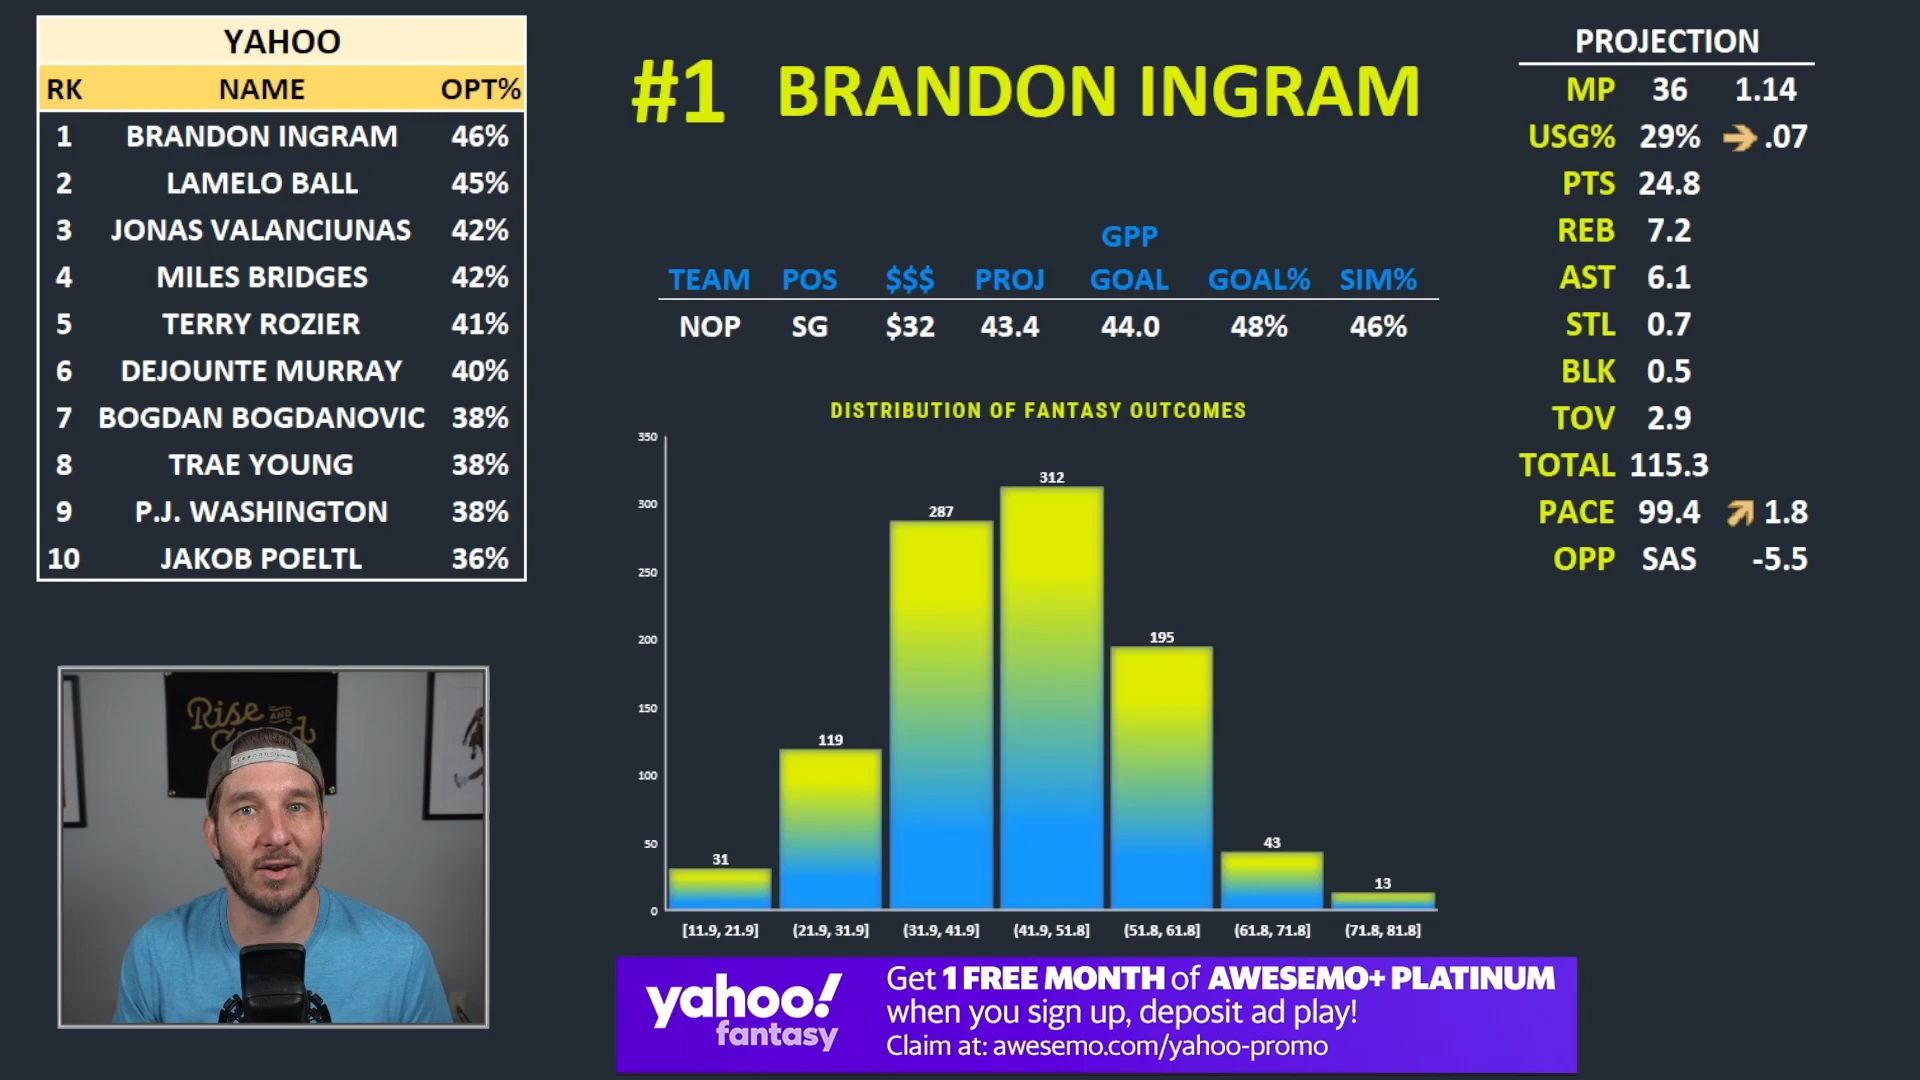 YAHOO
RK NAME OPT%
1 BRANDON INGRAM 46%
2 LAMELO BALL 45%
3 JONAS VALANCIUNAS 42%
4 MILES BRIDGES 42%
5 TERRY ROZIER 41%
6 DEJOUNTE MURRAY 40%
7 BOGDAN BOGDANOVIC 38%
8 TRAE YOUNG 38%
9 P.J. WASHINGTON 38%
10 JAKOB POELTL 36%
#1 BRANDON INGRAM
GPP
TEAM POS $$$ PROJ GOAL GOAL% SIM%
NOP SG $32 43.4 44.0 48% 46%
DISTRIBUTION OF FANTASY OUTCOMES
350
300
250
200
150
100
50
0
31
119
287
312
195
43
13
[11.9, 21.9] (21.9, 31.9] (31.9, 41.9] (41.9, 51.8] (51.8, 61.8] (61.8, 71.8] (71.8, 81.8]
PROJECTION
MP 36 1.14
USG% 29% .07
PTS 24.8
REB 7.2
AST 6.1
STL 0.7
BLK 0.5
TOV 2.9
TOTAL 115.3
PACE 99.4 1.8
OPP SAS -5.5
Rise AND
yahoo!
fantasy
Get 1 FREE MONTH of AWESEMO+ PLATINUM
when you sign up, deposit ad play!
Claim at: awesemo.com/yahoo-promo